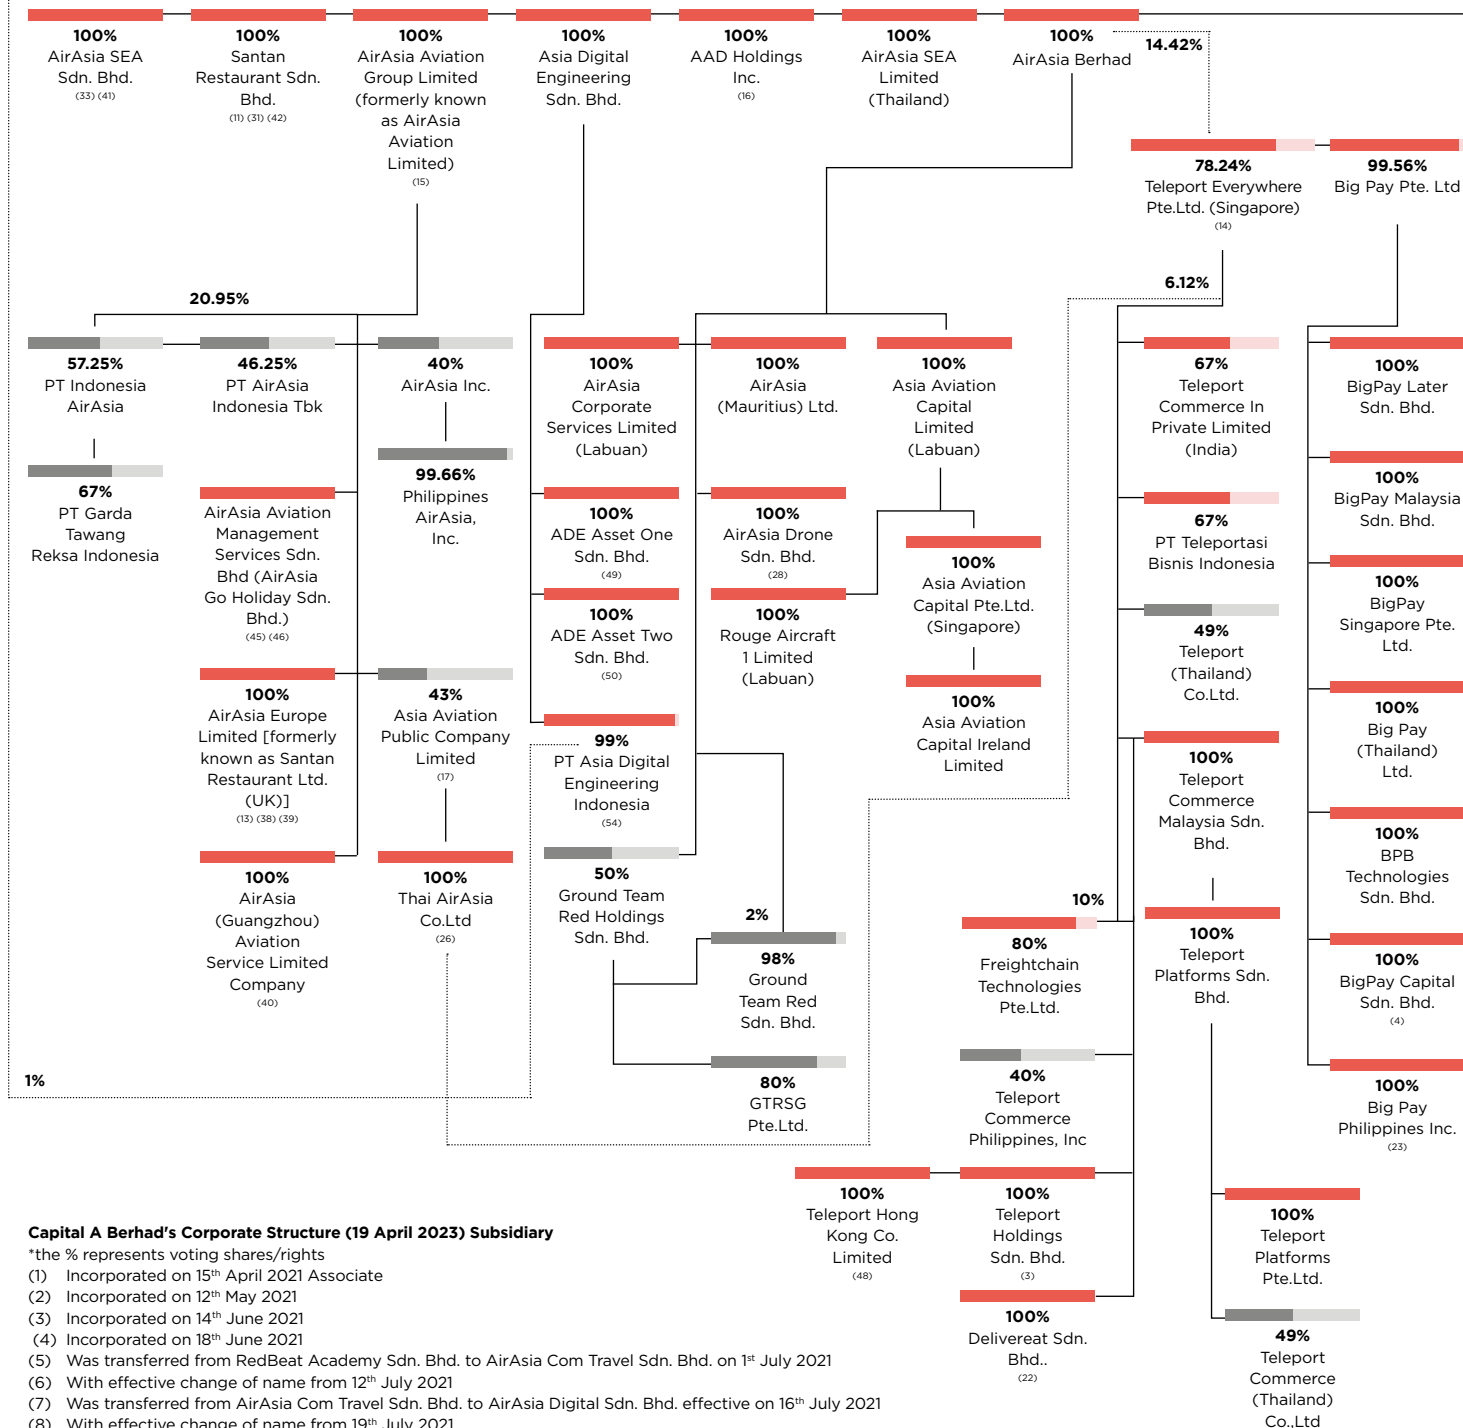 100%
AirAsia SEA
Sdn. Bhd.
(33) (41)
100%
Santan
Restaurant Sdn.
Bhd.
(11) (31) (42)
100%
AirAsia Aviation
Group Limited
(formerly known
as AirAsia
Aviation
Limited)
(15)
100%
Asia Digital
Engineering
Sdn. Bhd.
100%
AAD Holdings
Inc.
(16)
100%
AirAsia SEA
Limited
(Thailand)
100%
AirAsia Berhad
14.42%
78.24%
Teleport Everywhere
Pte.Ltd. (Singapore)
(14)
99.56%
Big Pay Pte. Ltd
20.95%
6.12%
57.25%
PT Indonesia
AirAsia
46.25%
PT AirAsia
Indonesia Tbk
40%
AirAsia Inc.
100%
AirAsia
Corporate
Services Limited
(Labuan)
100%
AirAsia
(Mauritius) Ltd.
100%
Asia Aviation
Capital
Limited
(Labuan)
67%
Teleport
Commerce In
Private Limited
(India)
100%
BigPay Later
Sdn. Bhd.
67%
PT Garda
Tawang
Reksa Indonesia
99.66%
Philippines
AirAsia,
Inc.
AirAsia Aviation
Management
Services Sdn.
Bhd (AirAsia
Go Holiday Sdn.
Bhd.)
(45) (46)
100%
ADE Asset One
Sdn. Bhd.
(49)
100%
AirAsia Drone
Sdn. Bhd.
(28)
100%
Asia Aviation
Capital Pte.Ltd.
(Singapore)
67%
PT Teleportasi
Bisnis Indonesia
100%
BigPay Malaysia
Sdn. Bhd.
100%
ADE Asset Two
Sdn. Bhd.
(50)
100%
Rouge Aircraft
1 Limited
(Labuan)
49%
Teleport
(Thailand)
Co.Ltd.
100%
BigPay
Singapore Pte.
Ltd.
100%
AirAsia Europe
Limited [formerly
known as Santan
Restaurant Ltd.
(UK)]
(13) (38) (39)
43%
Asia Aviation
Public Company
Limited
(17)
99%
PT Asia Digital
Engineering
Indonesia
(54)
100%
Asia Aviation
Capital Ireland
Limited
100%
Teleport
Commerce
Malaysia Sdn.
Bhd.
100%
Big Pay
(Thailand)
Ltd.
100%
AirAsia
(Guangzhou)
Aviation
Service Limited
Company
(40)
100%
Thai AirAsia
Co.Ltd
(26)
50%
Ground Team
Red Holdings
Sdn. Bhd.
2%
98%
Ground
Team Red
Sdn. Bhd.
10%
80%
Freightchain
Technologies
Pte.Ltd.
100%
Teleport
Platforms Sdn.
Bhd.
100%
BPB
Technologies
Sdn. Bhd.
100%
BigPay Capital
Sdn. Bhd.
(4)
1%
80%
GTRSG
Pte.Ltd.
40%
Teleport
Commerce
Philippines, Inc
100%
Big Pay
Philippines Inc.
(23)
100%
Teleport Hong
Kong Co.
Limited
(48)
100%
Teleport
Holdings
Sdn. Bhd.
(3)
100%
Teleport
Platforms
Pte.Ltd.
100%
Delivereat Sdn.
Bhd..
(22)
49%
Teleport
Commerce
(Thailand)
Co.,Ltd
Capital A Berhad's Corporate Structure (19 April 2023) Subsidiary
*the % represents voting shares/rights
(1) Incorporated on 15th April 2021 Associate
(2) Incorporated on 12th May 2021
(3) Incorporated on 14th June 2021
(4) Incorporated on 18th June 2021
(5) Was transferred from RedBeat Academy Sdn. Bhd. to AirAsia Com Travel Sdn. Bhd. on 1st July 2021
(6) With effective change of name from 12th July 2021
(7) Was transferred from AirAsia Com Travel Sdn. Bhd. to AirAsia Digital Sdn. Bhd. effective on 16th July 2021
(8) With effective change of name from 19th July 2021